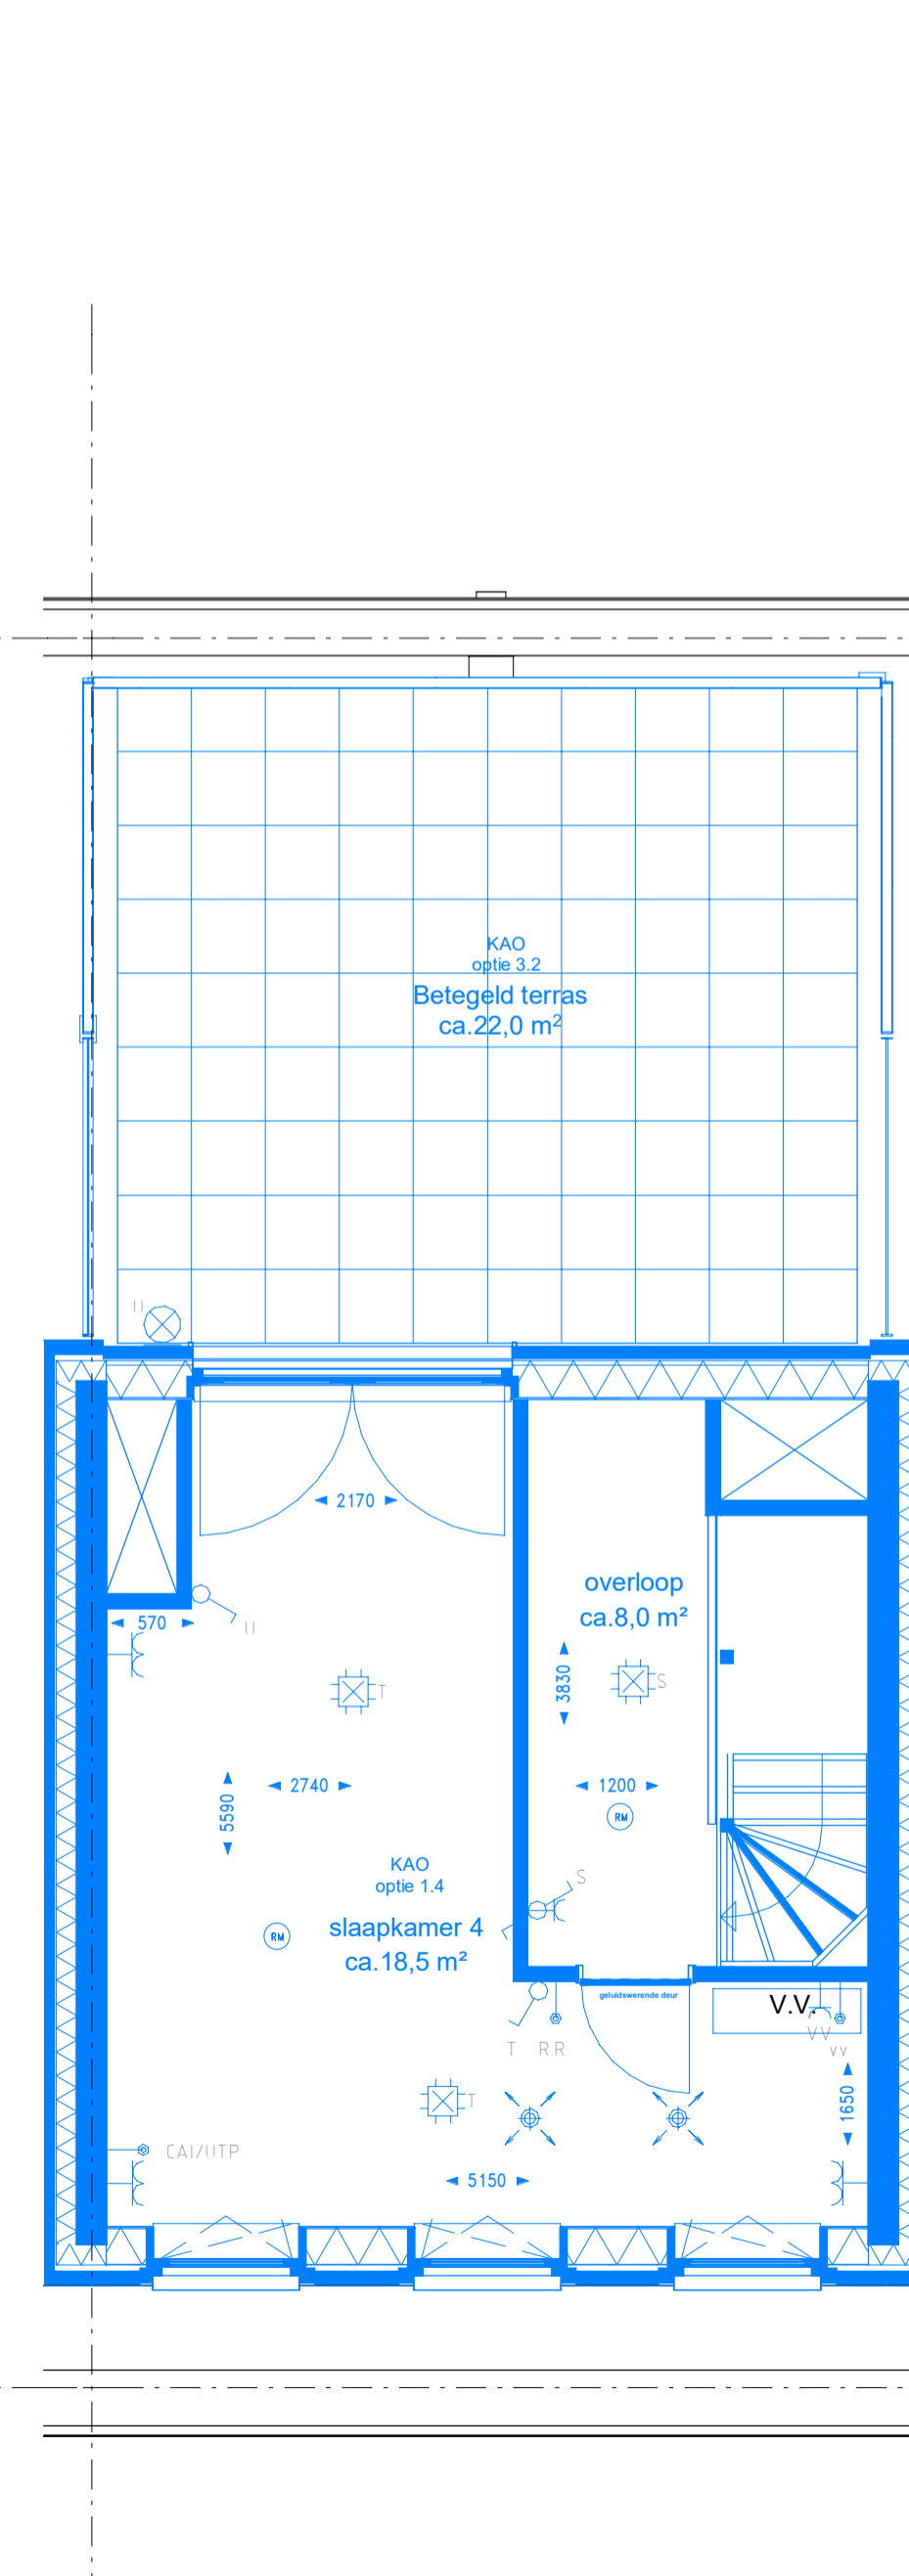 KAO
optie 3.2
Betegeld terras
ca.22,0 m²
U
2170
570
U
overloop
ca.8,0 m²
3830
T
S
2740
1200
5590
RM
KAO
optie 1.4
S
slaapkamer 4
ca.18,5 m²
RM
geluidswerende deur
V.V.
VV
vv
T R.R.
1650
T
CAI/UTP
5150